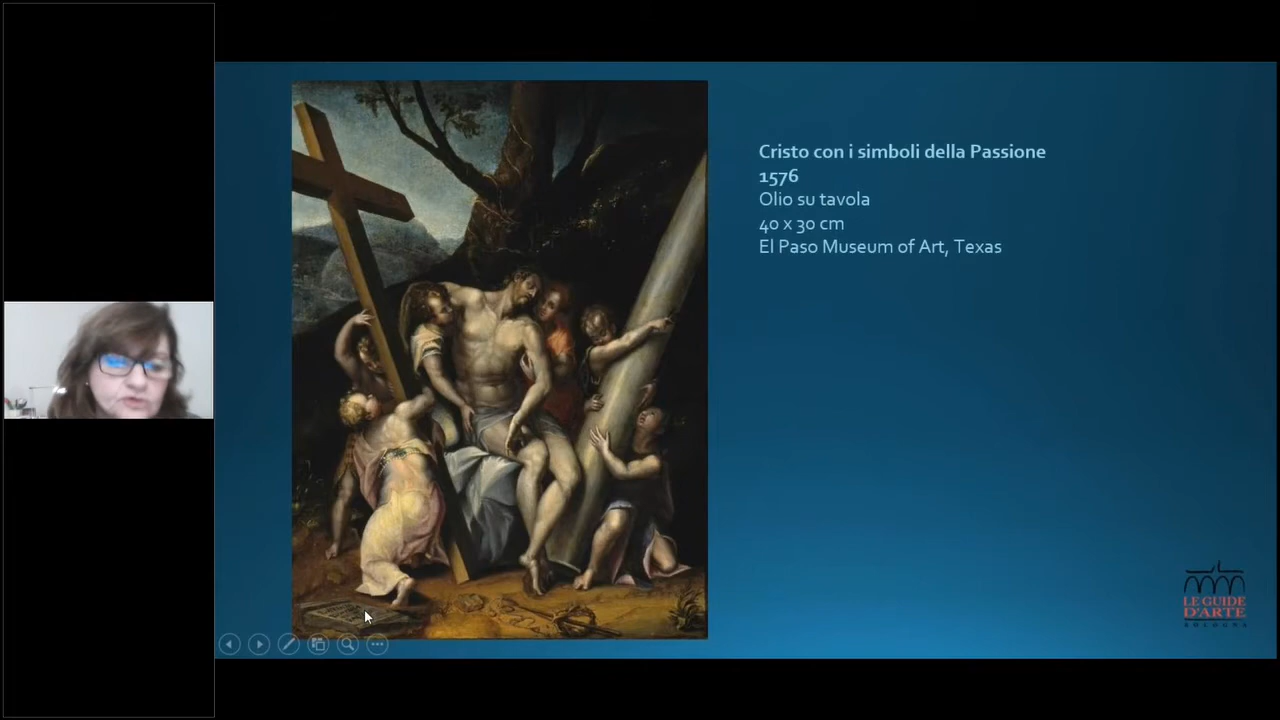 Cristo con i simboli della Passione
1576
Olio su tavola
40 x 30 cm
El Paso Museum of Art, Texas
LE GUIDE
D'ARTE
BOLOGNA